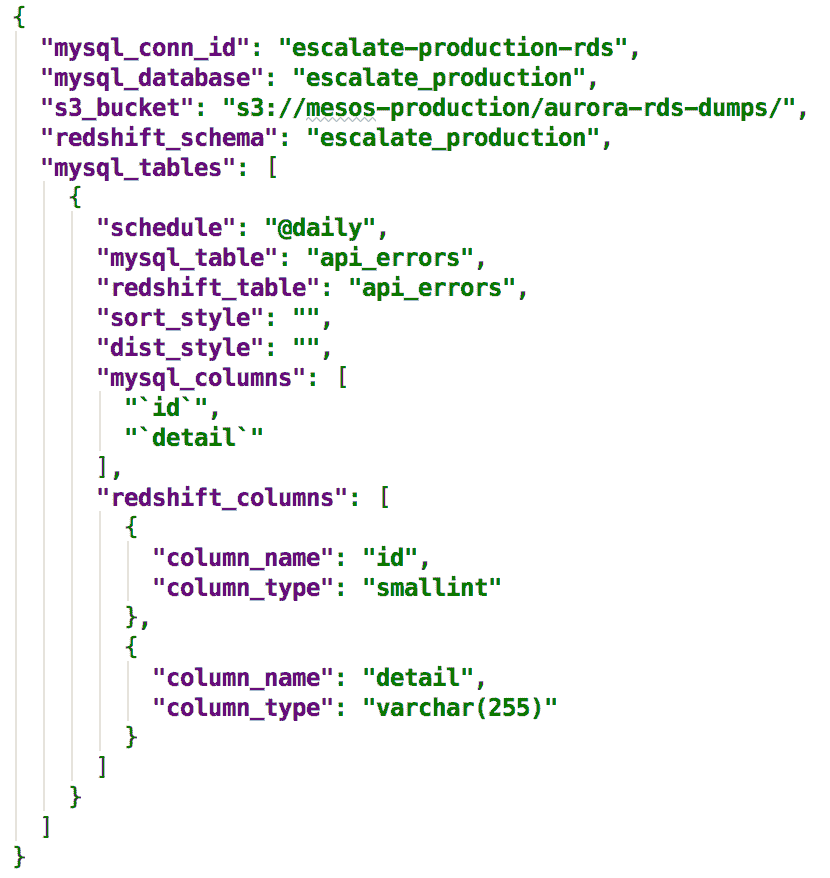 {
  "mysql_conn_id": "escalate-production-rds",
  "mysql_database": "escalate_production",
  "s3_bucket": "s3://mesos-production/aurora-rds-dumps/",
  "redshift_schema": "escalate_production",
  "mysql_tables": [
    {
      "schedule": "@daily",
      "mysql_table": "api_errors",
      "redshift_table": "api_errors",
      "sort_style": "",
      "dist_style": "",
      "mysql_columns": [
        "`id`",
        "`detail`"
      ],
      "redshift_columns": [
        {
          "column_name": "id",
          "column_type": "smallint"
        },
        {
          "column_name": "detail",
          "column_type": "varchar(255)"
        }
      ]
    }
  ]
}